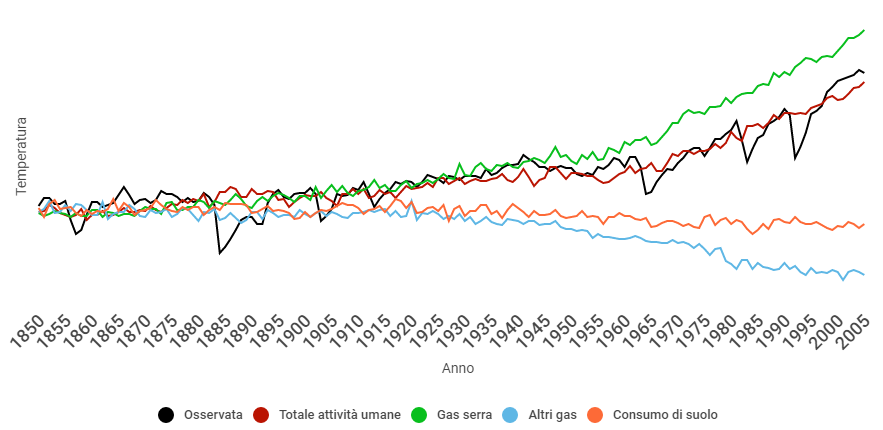 Temperatura
1850 1855 1860 1865 1870 1875 1880 1885 1890 1895 1900 1905 1910 1915 1920 1925 1930 1935 1940 1945 1950 1955 1960 1965 1970 1975 1980 1985 1990 1995 2000 2005
Anno
Osservata Totale attività umane Gas serra Altri gas Consumo di suolo